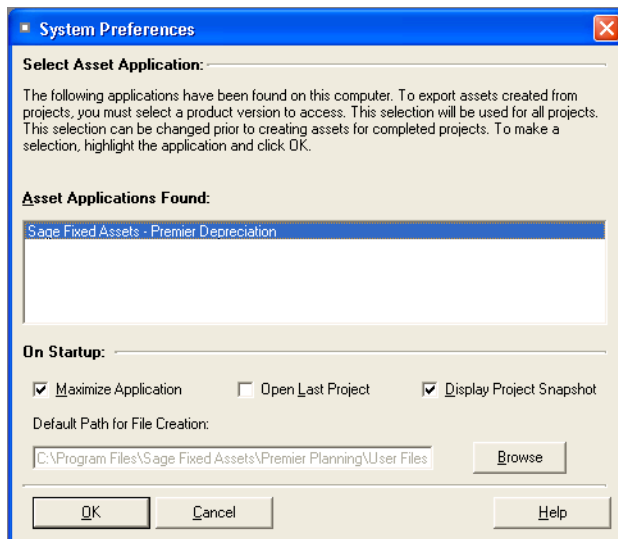 System Preferences
Select Asset Application:
The following applications have been found on this computer. To export assets created from
projects, you must select a product version to access. This selection will be used for all projects.
This selection can be changed prior to creating assets for completed projects. To make a
selection, highlight the application and click OK.
Asset Applications Found:
Sage Fixed Assets - Premier Depreciation
On Startup:
Maximize Application Open Last Project Display Project Snapshot
Default Path for File Creation:
C:\Program Files\Sage Fixed Assets\Premier Planning\User Files Browse
OK Cancel Help